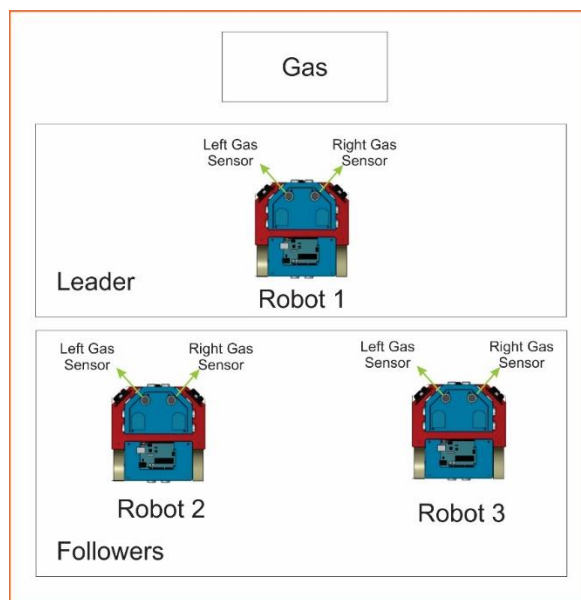 Gas
Left Gas
Sensor
Right Gas
Sensor
Leader
Robot 1
Left Gas
Sensor
Right Gas
Sensor
Robot 2
Left Gas
Sensor
Right Gas
Sensor
Robot 3
Followers